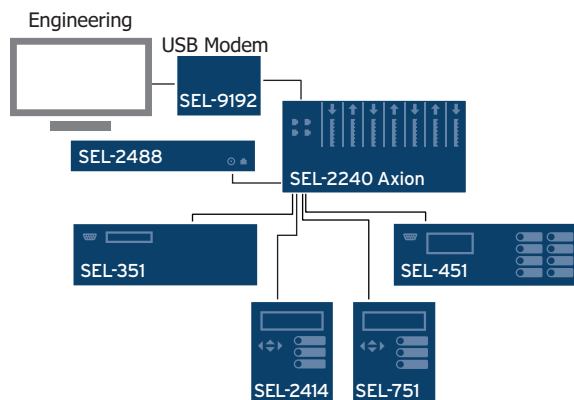 Engineering
USB Modem
SEL-9192
SEL-2488
SEL-2240 Axion
SEL-351
SEL-451
SEL-2414
SEL-751